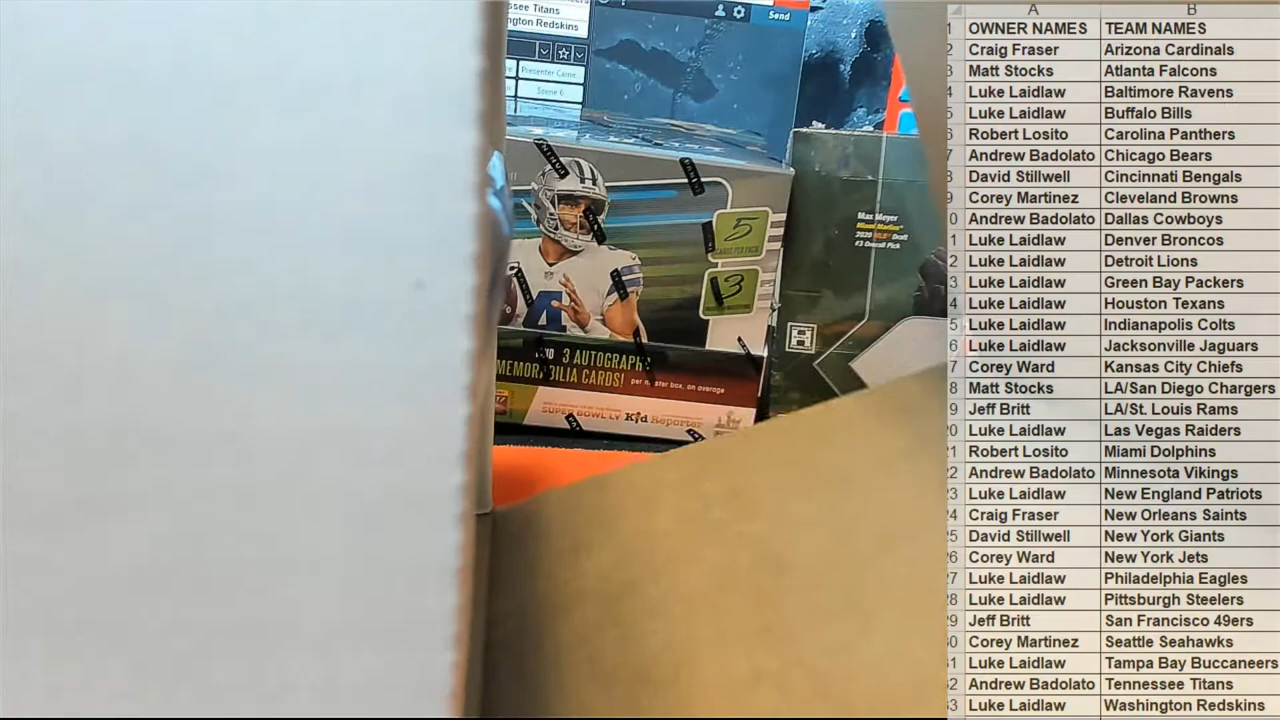 ssee Titans
ngton Redskins
Send
Presenter Came
Scene 6
5
CARDS PER PACK
3
4
3 AUTOGRAPH
MEMORABILIA CARDS! per master box, on average
SUPER BOWL LV Kid Reporter
Max Meyer
Miami Marlins
2020 MLB Draft
#3 Overall Pick
A B
OWNER NAMES TEAM NAMES
Craig Fraser Arizona Cardinals
Matt Stocks Atlanta Falcons
Luke Laidlaw Baltimore Ravens
Luke Laidlaw Buffalo Bills
Robert Losito Carolina Panthers
Andrew Badolato Chicago Bears
David Stillwell Cincinnati Bengals
Corey Martinez Cleveland Browns
Andrew Badolato Dallas Cowboys
Luke Laidlaw Denver Broncos
Luke Laidlaw Detroit Lions
Luke Laidlaw Green Bay Packers
Luke Laidlaw Houston Texans
Luke Laidlaw Indianapolis Colts
Luke Laidlaw Jacksonville Jaguars
Corey Ward Kansas City Chiefs
Matt Stocks LA/San Diego Chargers
Jeff Britt LA/St. Louis Rams
Luke Laidlaw Las Vegas Raiders
Robert Losito Miami Dolphins
Andrew Badolato Minnesota Vikings
Luke Laidlaw New England Patriots
Craig Fraser New Orleans Saints
David Stillwell New York Giants
Corey Ward New York Jets
Luke Laidlaw Philadelphia Eagles
Luke Laidlaw Pittsburgh Steelers
Jeff Britt San Francisco 49ers
Corey Martinez Seattle Seahawks
Luke Laidlaw Tampa Bay Buccaneers
Andrew Badolato Tennessee Titans
Luke Laidlaw Washington Redskins